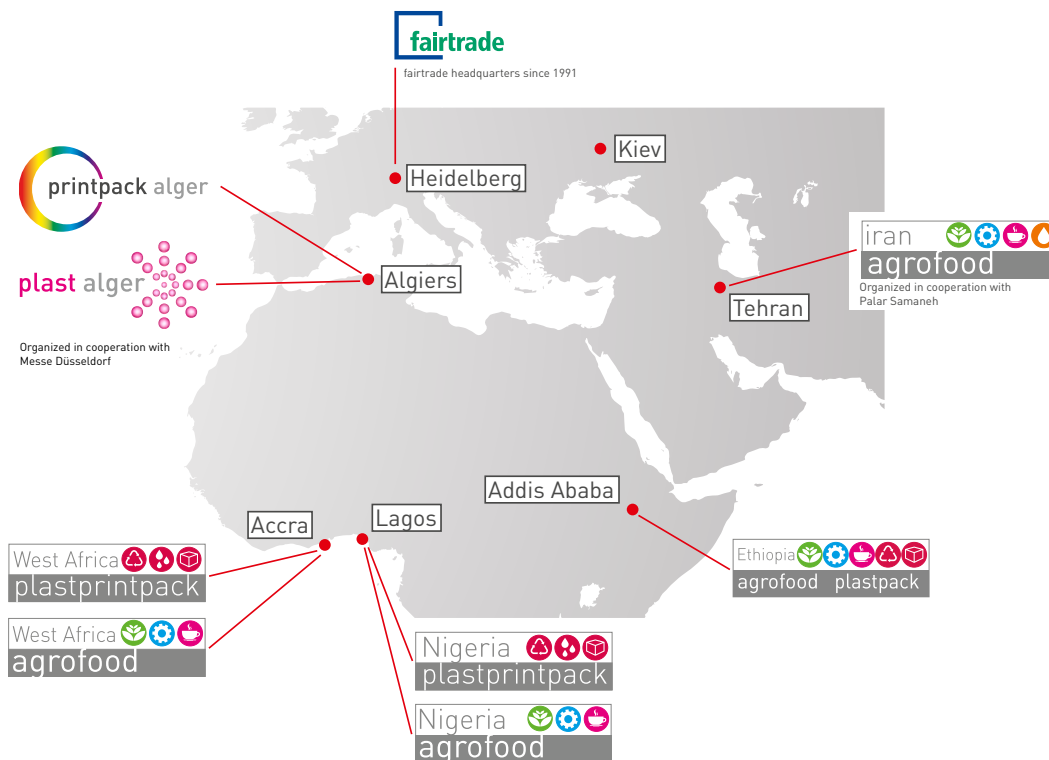 fairtrade
fairtrade headquarters since 1991
Kiev
Heidelberg
printpack alger
iran
agrofood
Organized in cooperation with
Palar Samaneh
plast alger
Algiers
Tehran
Organized in cooperation with
Messe Düsseldorf
Addis Ababa
Accra
Lagos
West Africa
plastprintpack
Ethiopia
agrofood plastpack
West Africa
agrofood
Nigeria
plastprintpack
Nigeria
agrofood